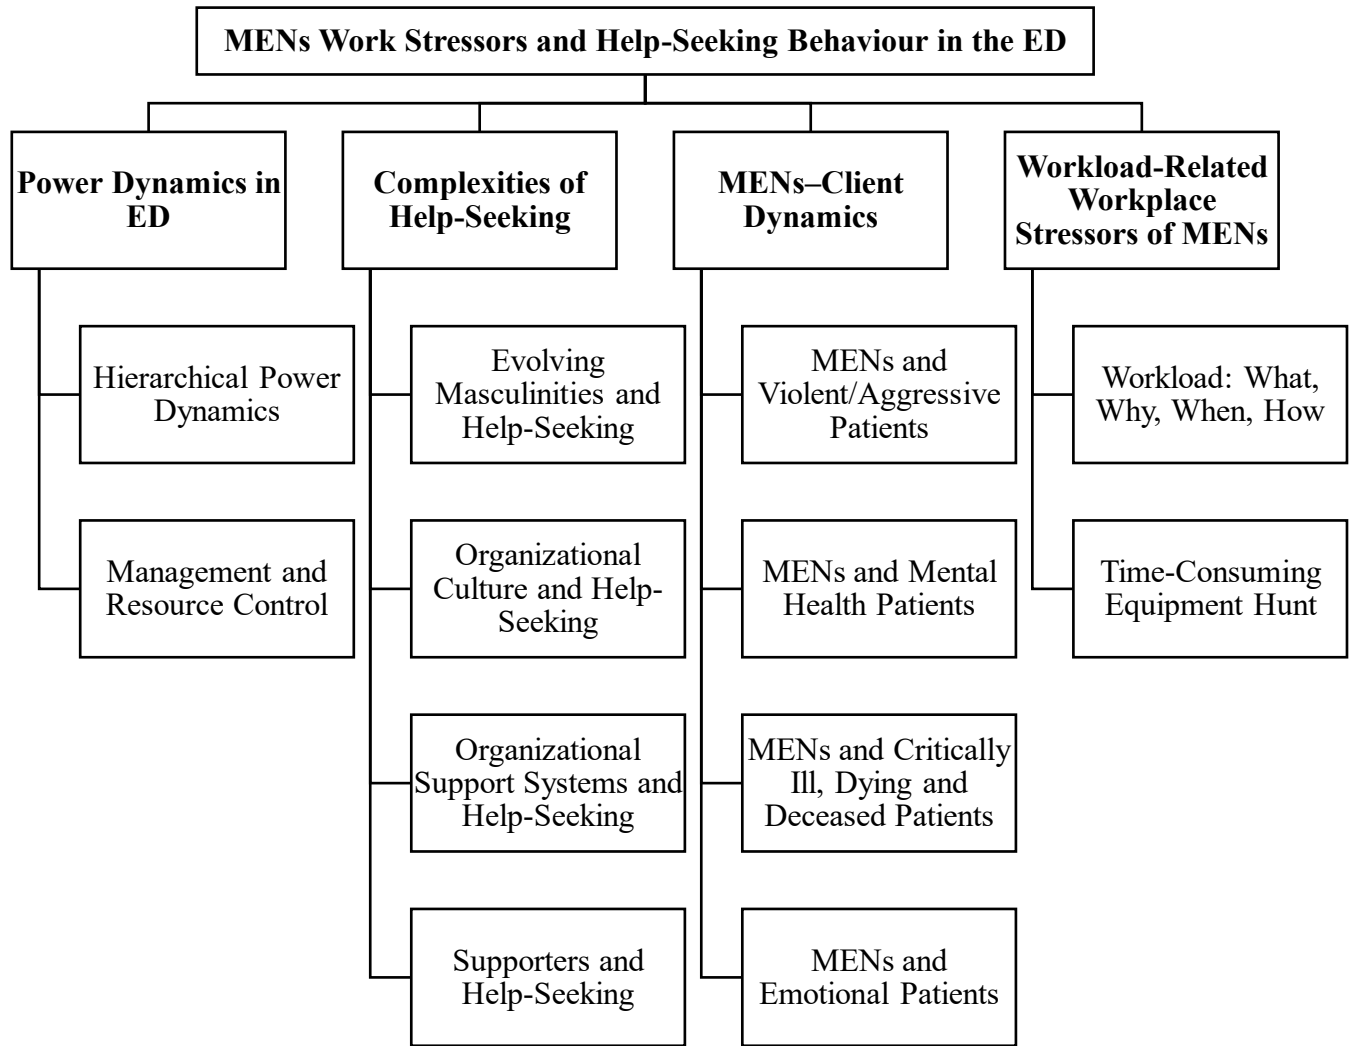 MENs Work Stressors and Help-Seeking Behaviour in the ED
Power Dynamics in
ED
Hierarchical Power
Dynamics
Management and
Resource Control
Complexities of
Help-Seeking
Evolving
Masculinities and
Help-Seeking
Organizational
Culture and Help-
Seeking
Organizational
Support Systems and
Help-Seeking
Supporters and
Help-Seeking
MENs–Client
Dynamics
MENs and
Violent/Aggressive
Patients
MENs and Mental
Health Patients
MENs and Critically
Ill, Dying and
Deceased Patients
MENs and
Emotional Patients
Workload-Related
Workplace
Stressors of MENs
Workload: What,
Why, When, How
Time-Consuming
Equipment Hunt